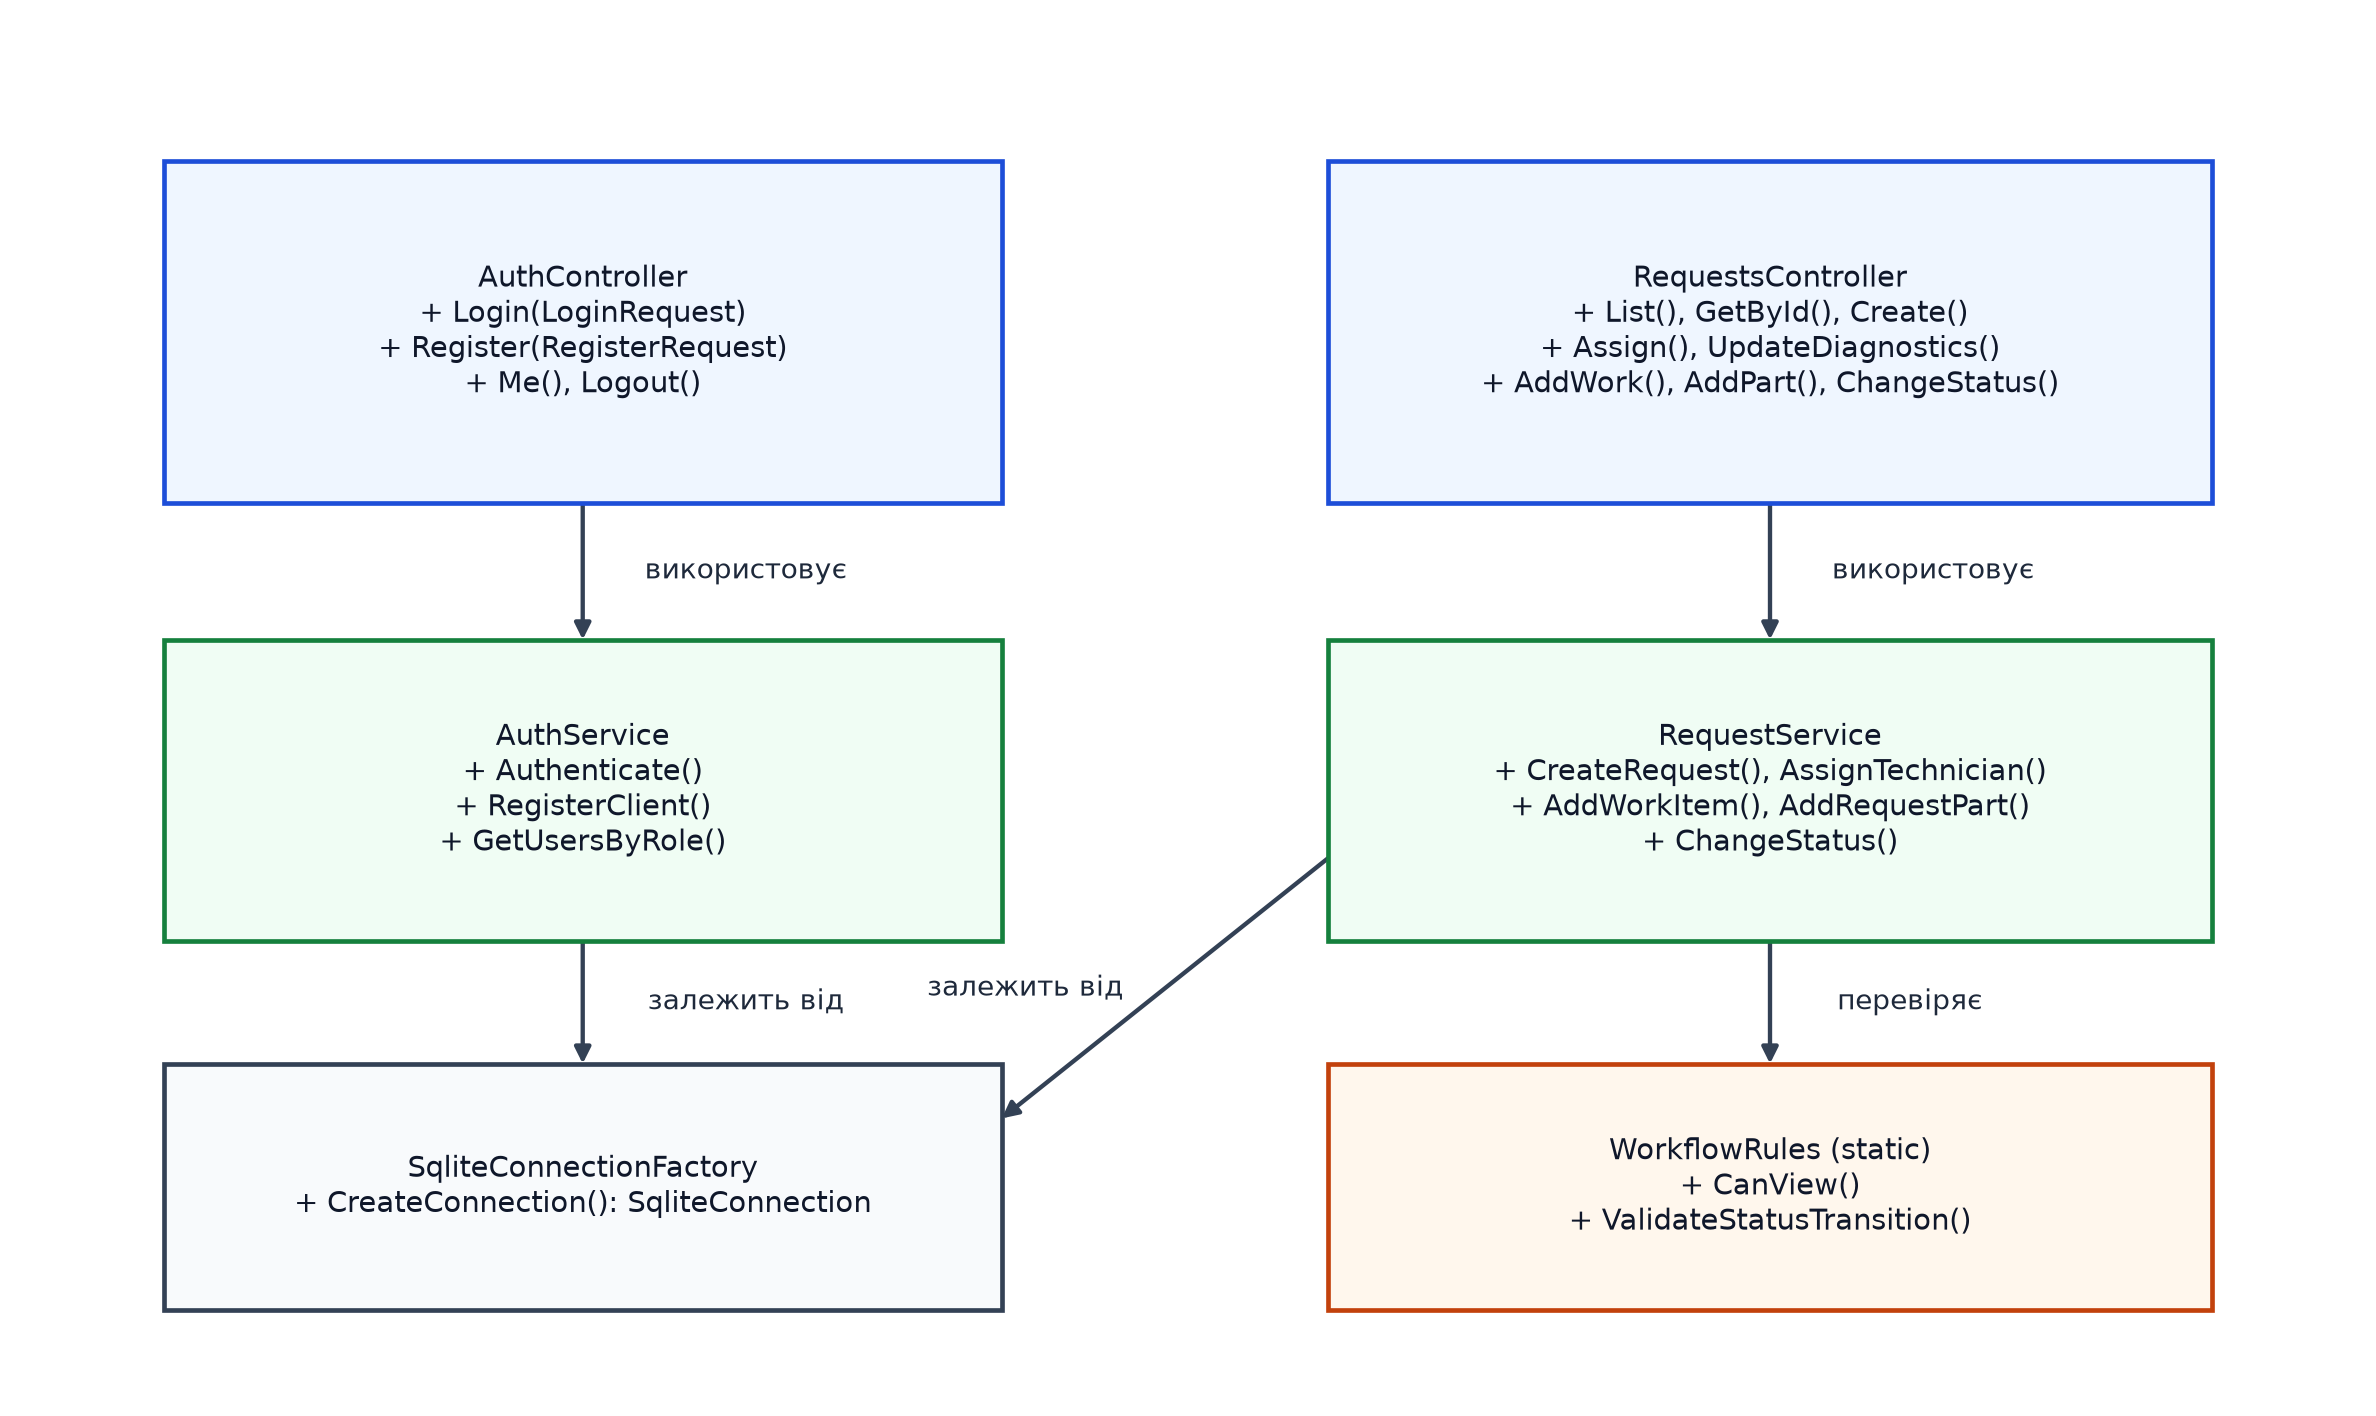 AuthController
+ Login(LoginRequest)
+ Register(RegisterRequest)
+ Me(), Logout()
RequestsController
+ List(), GetById(), Create()
+ Assign(), UpdateDiagnostics()
+ AddWork(), AddPart(), ChangeStatus()
використовує
використовує
AuthService
+ Authenticate()
+ RegisterClient()
+ GetUsersByRole()
RequestService
+ CreateRequest(), AssignTechnician()
+ AddWorkItem(), AddRequestPart()
+ ChangeStatus()
залежить від
залежить від
перевіряє
SqliteConnectionFactory
+ CreateConnection(): SqliteConnection
WorkflowRules (static)
+ CanView()
+ ValidateStatusTransition()